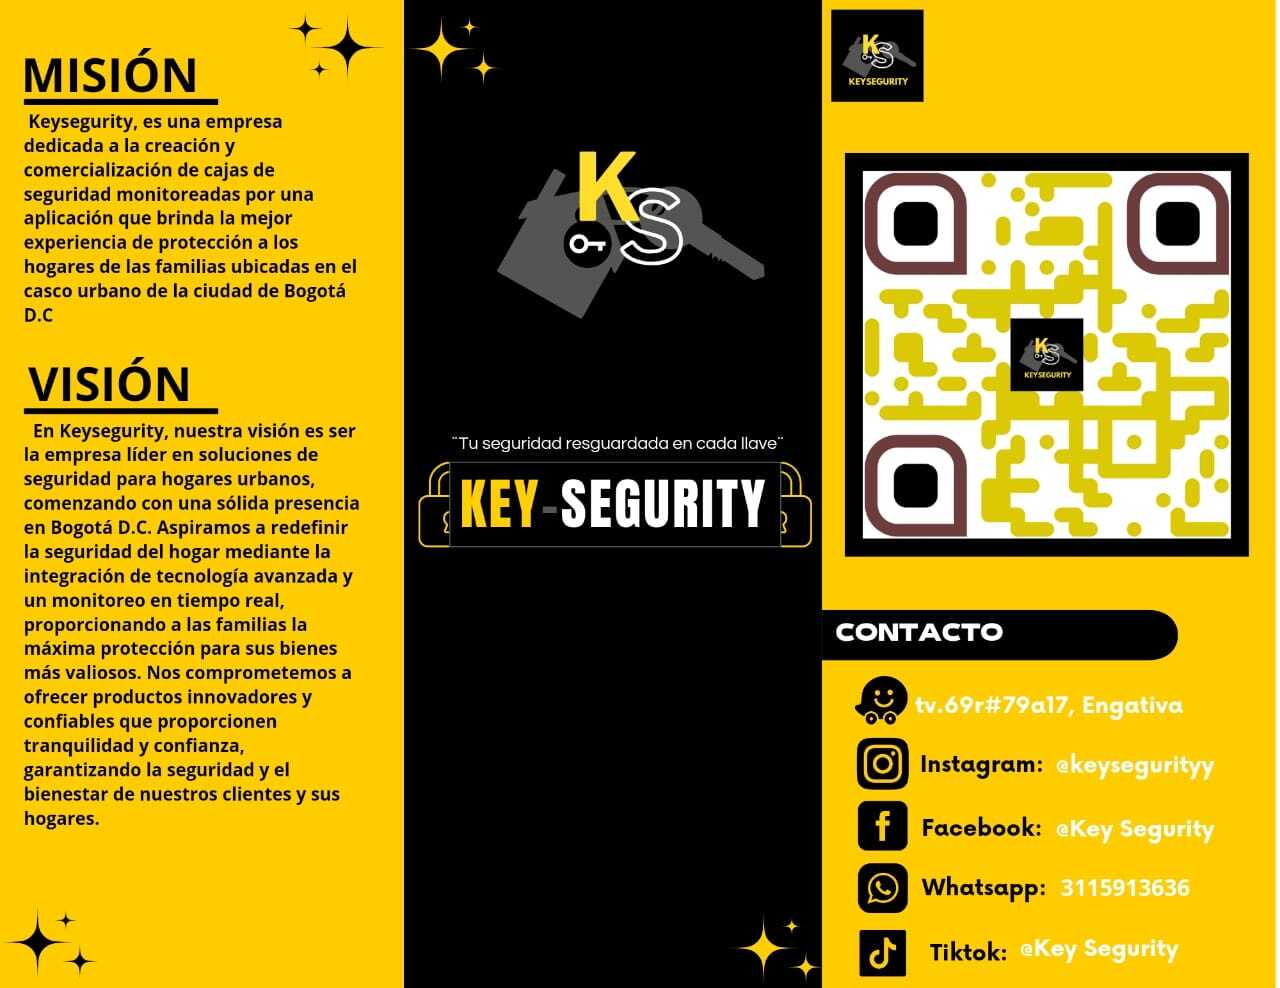 MISIÓN
Keysegurity, es una empresa
dedicada a la creación y
comercialización de cajas de
seguridad monitoreadas por una
aplicación que brinda la mejor
experiencia de protección a los
hogares de las familias ubicadas en el
casco urbano de la ciudad de Bogotá
D.C
VISIÓN
En Keysegurity, nuestra visión es ser
la empresa líder en soluciones de
seguridad para hogares urbanos,
comenzando con una sólida presencia
en Bogotá D.C. Aspiramos a redefinir
la seguridad del hogar mediante la
integración de tecnología avanzada y
un monitoreo en tiempo real,
proporcionando a las familias la
máxima protección para sus bienes
más valiosos. Nos comprometemos a
ofrecer productos innovadores y
confiables que proporcionen
tranquilidad y confianza,
garantizando la seguridad y el
bienestar de nuestros clientes y sus
hogares.
KS
¨Tu seguridad resguardada en cada llave¨
KEY-SEGURITY
KS
KEYSEGURITY
KS
KEYSEGURITY
CONTACTO
tv.69r#79a17, Engativa
Instagram: @keysegurityy
Facebook: @Key Segurity
Whatsapp: 3115913636
Tiktok: @Key Segurity